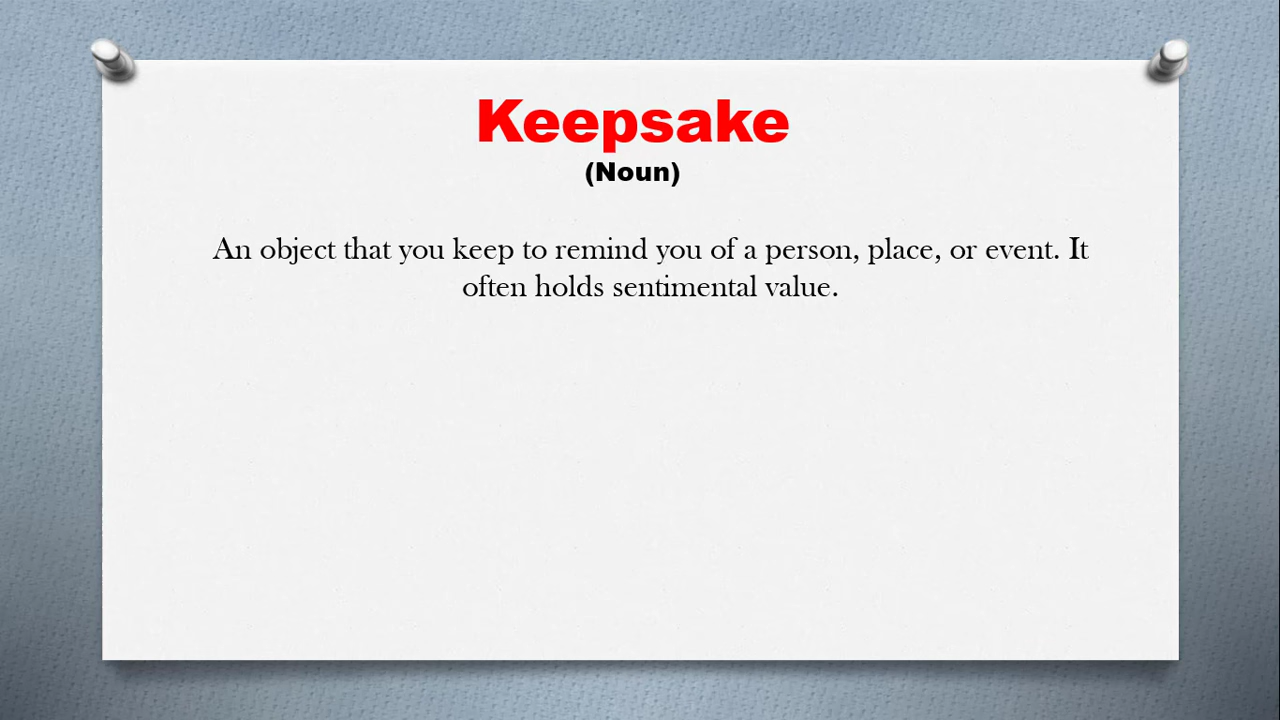 Keepsake
(Noun)
An object that you keep to remind you of a person, place, or event. It
often holds sentimental value.